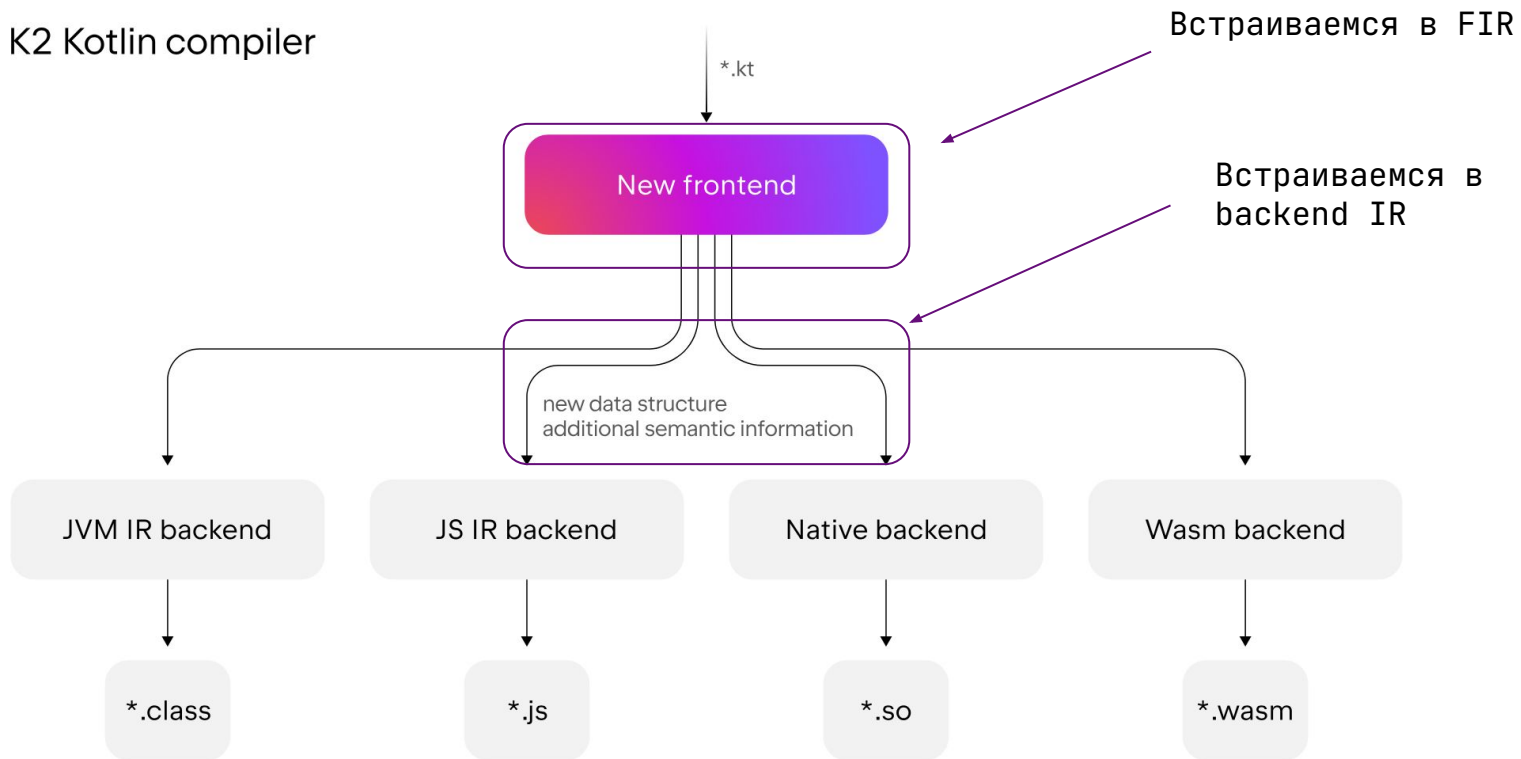 K2 Kotlin compiler
Встраиваемся в FIR
*.kt
New frontend
Встраиваемся в
backend IR
new data structure
additional semantic information
JVM IR backend
JS IR backend
Native backend
Wasm backend
*.class
*.js
*.so
*.wasm